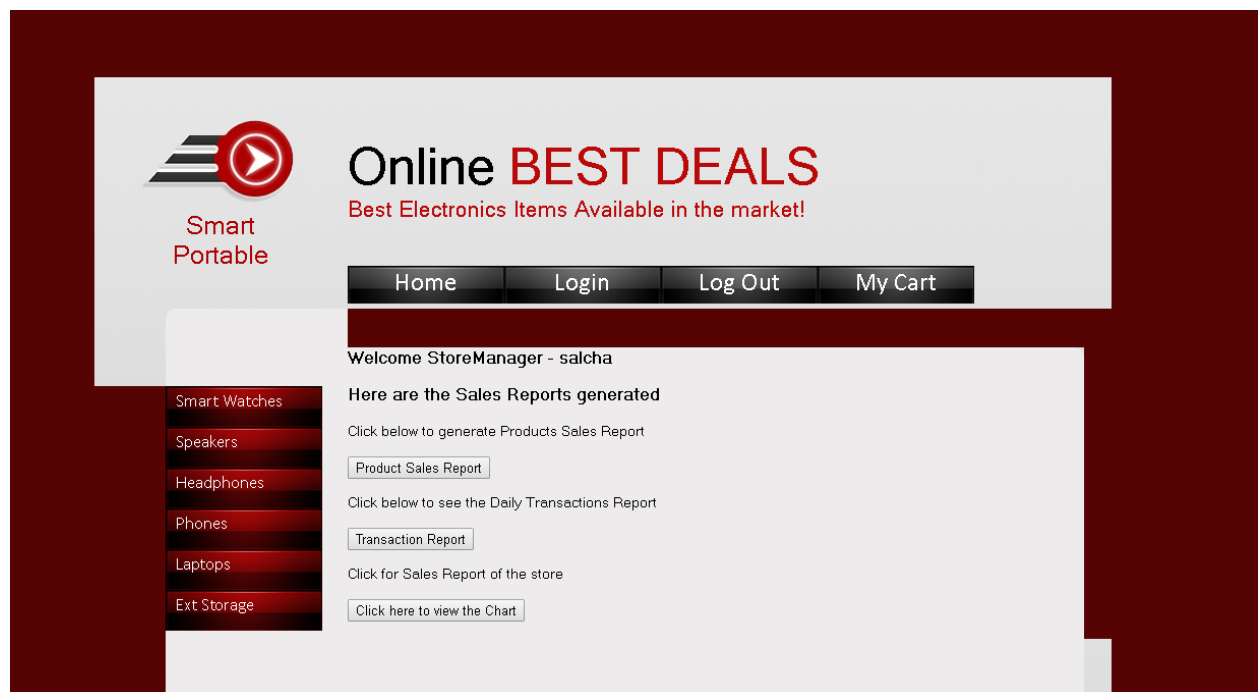 Online BEST DEALS
Best Electronics Items Available in the market!
Smart
Portable
Home Login Log Out My Cart
Welcome StoreManager - salcha
Here are the Sales Reports generated
Click below to generate Products Sales Report
Product Sales Report
Click below to see the Daily Transactions Report
Transaction Report
Click for Sales Report of the store
Click here to view the Chart
Smart Watches
Speakers
Headphones
Phones
Laptops
Ext Storage